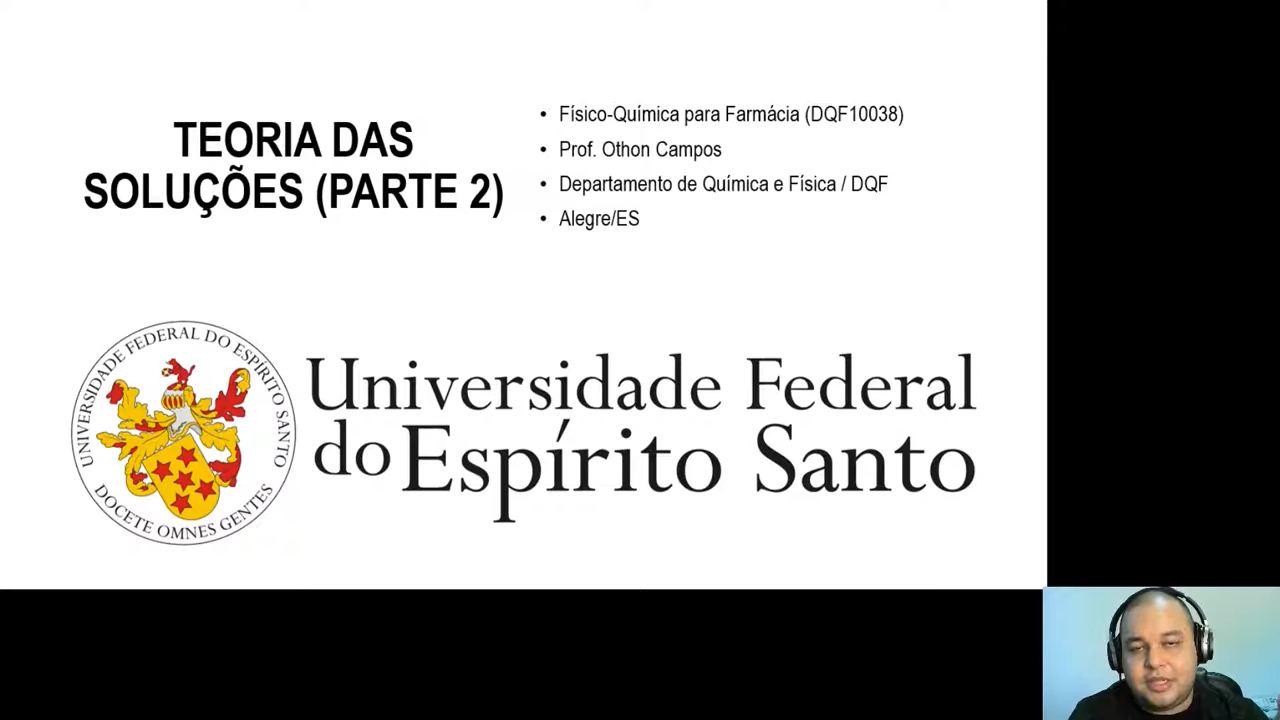 TEORIA DAS
SOLUÇÕES (PARTE 2)
• Físico-Química para Farmácia (DQF10038)
• Prof. Othon Campos
• Departamento de Química e Física / DQF
• Alegre/ES
UNIVERSIDADE FEDERAL DO ESPIRITO SANTO
DOCETE OMNES GENTES
Universidade Federal
do Espírito Santo